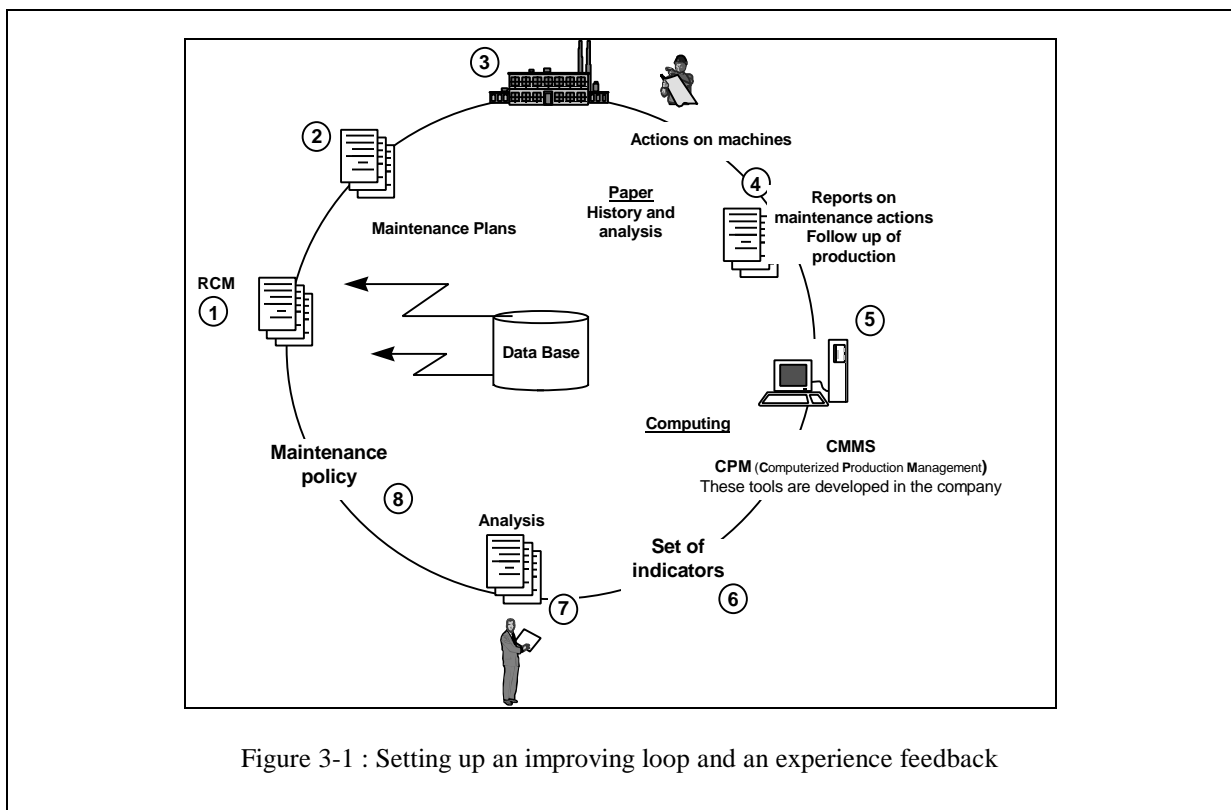 3
2
Actions on machines
4
Paper
History and
analysis
Reports on
maintenance actions
Follow up of
production
Maintenance Plans
RCM
1
5
Data Base
Computing
CMMS
CPM (Computerized Production Management)
These tools are developed in the company
Maintenance
policy
8
Analysis
7
Set of
indicators
6
Figure 3-1 : Setting up an improving loop and an experience feedback